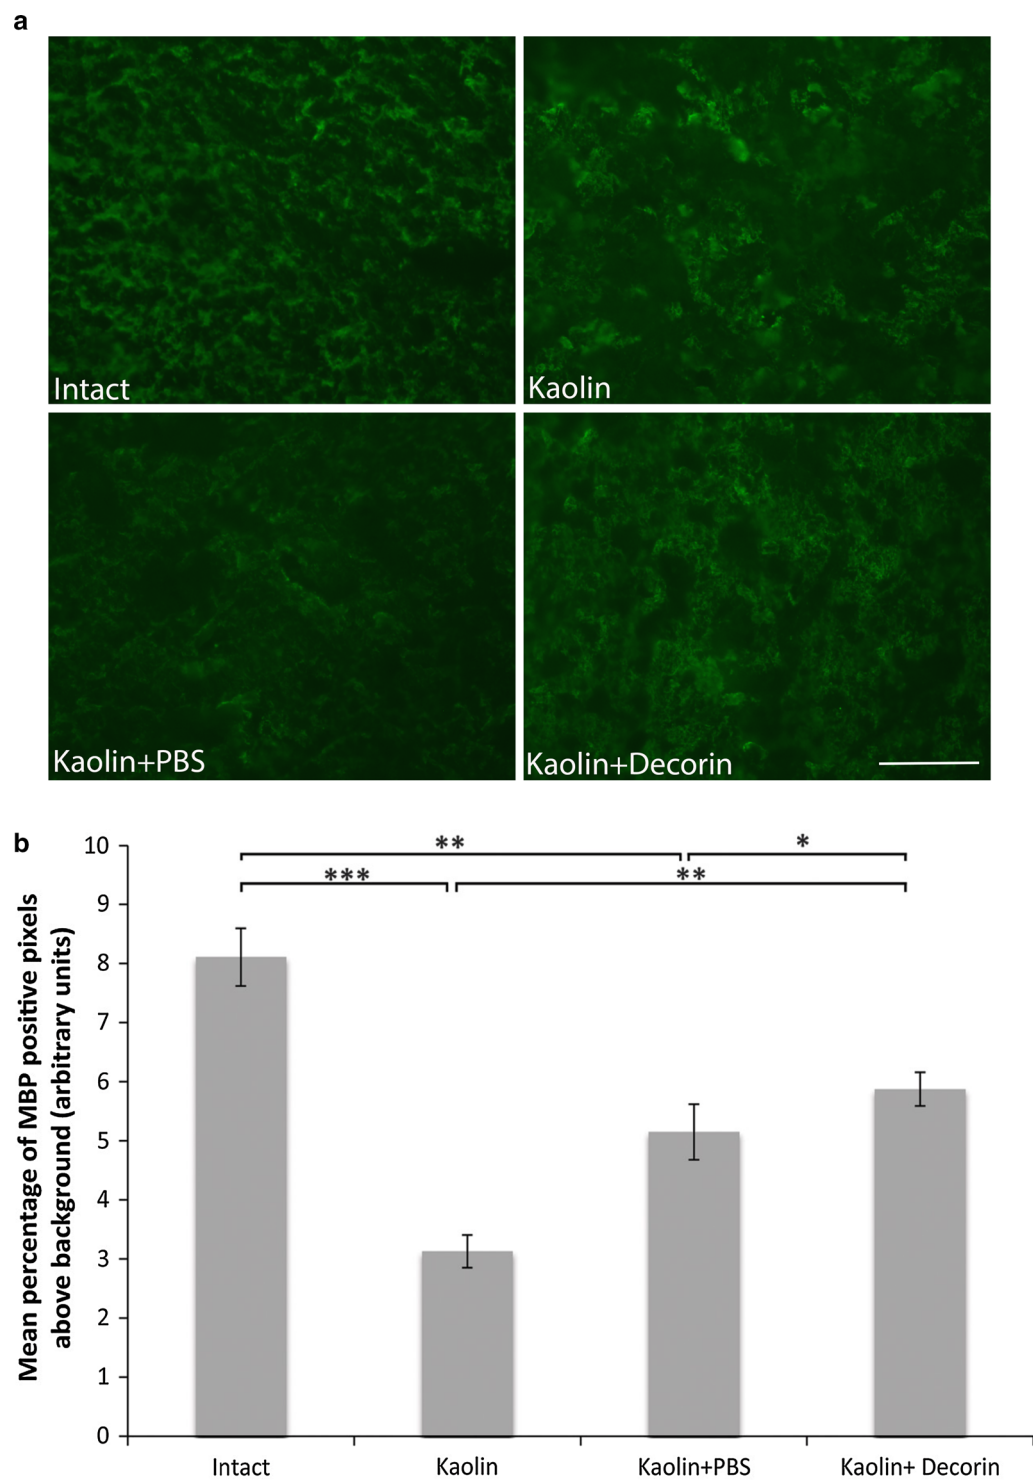 a
Intact
Kaolin
Kaolin+PBS
Kaolin+Decorin
b
Mean percentage of MBP positive pixels
above background (arbitrary units)
10
9
8
7
6
5
4
3
2
1
0
**
*
***
**
Intact
Kaolin
Kaolin+PBS
Kaolin+ Decorin